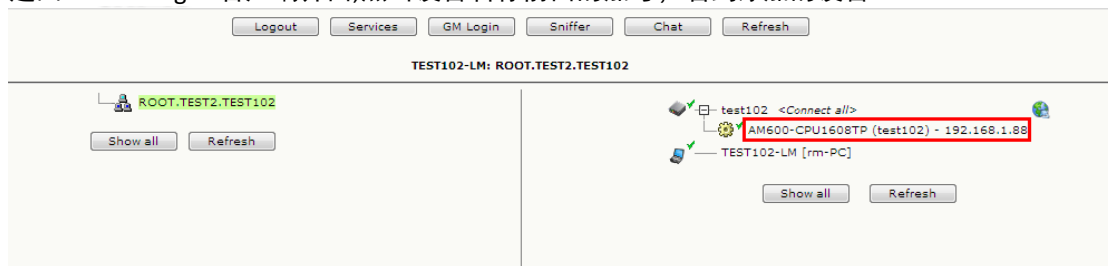 Logout Services GM Login Sniffer Chat Refresh
TEST102-LM: ROOT.TEST2.TEST102
ROOT.TEST2.TEST102
Show all Refresh
test102 <Connect all>
AM600-CPU1608TP (test102) - 192.168.1.88
TEST102-LM [rm-PC]
Show all Refresh